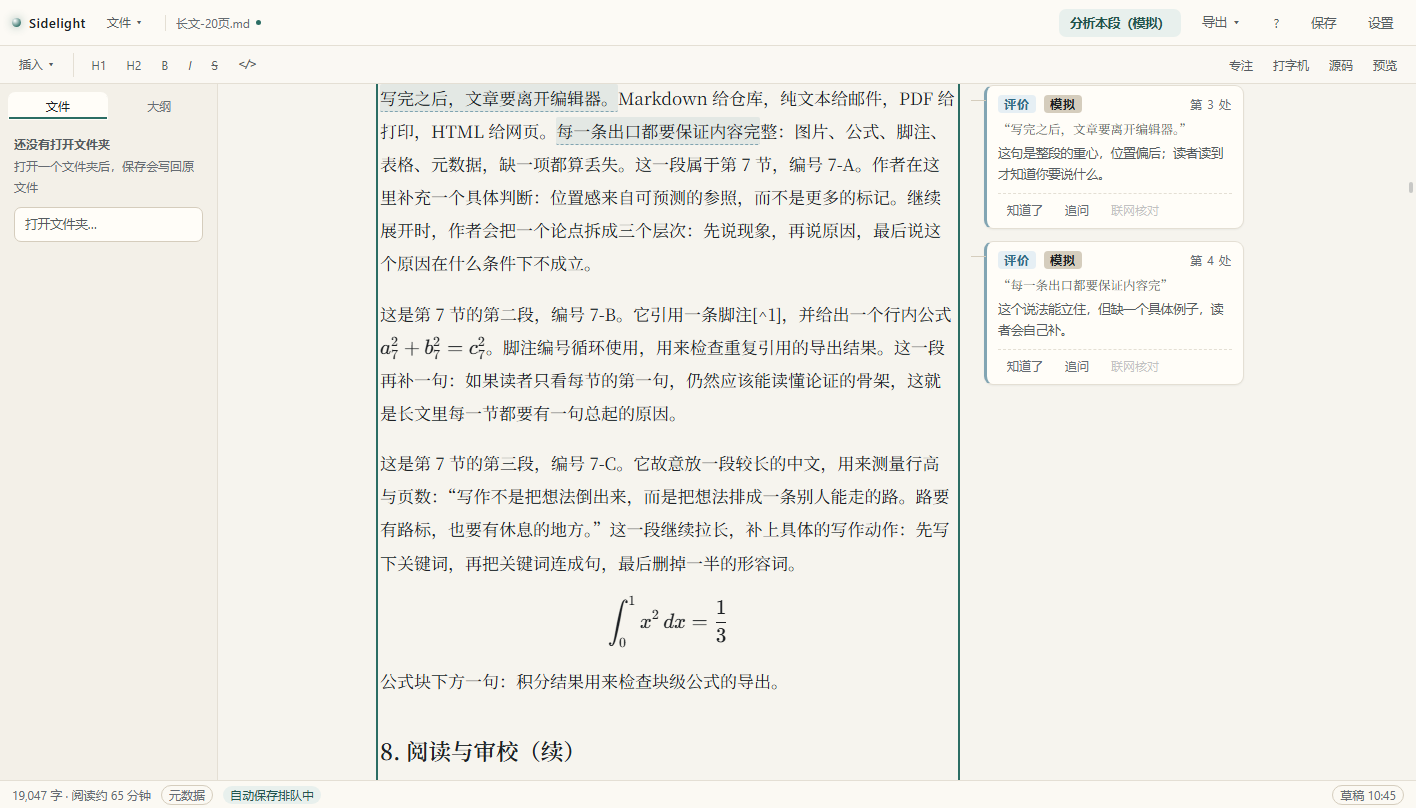 Sidelight
文件
长文-20页.md
分析本段（模拟）
导出
?
保存
设置
插入
H1
H2
B
I
S
</>
专注
打字机
源码
预览
文件
大纲
还没有打开文件夹
打开一个文件夹后，保存会写回原
文件
打开文件夹...
写完之后，文章要离开编辑器。Markdown 给仓库，纯文本给邮件，PDF 给
打印，HTML 给网页。每一条出口都要保证内容完整：图片、公式、脚注、
表格、元数据，缺一项都算丢失。这一段属于第 7 节，编号 7-A。作者在这
里补充一个具体判断：位置感来自可预测的参照，而不是更多的标记。继续
展开时，作者会把一个论点拆成三个层次：先说现象，再说原因，最后说这
个原因在什么条件下不成立。
这是第 7 节的第二段，编号 7-B。它引用一条脚注[^1]，并给出一个行内公式
a₇² + b₇² = c₇²。脚注编号循环使用，用来检查重复引用的导出结果。这一段
再补一句：如果读者只看每节的第一句，仍然应该能读懂论证的骨架，这就
是长文里每一节都要有一句总起的原因。
这是第 7 节的第三段，编号 7-C。它故意放一段较长的中文，用来测量行高
与页数：“写作不是把想法倒出来，而是把想法排成一条别人能走的路。路要
有路标，也要有休息的地方。”这一段继续拉长，补上具体的写作动作：先写
下关键词，再把关键词连成句，最后删掉一半的形容词。
∫₀¹ x² dx = 1/3
公式块下方一句：积分结果用来检查块级公式的导出。
8. 阅读与审校（续）
评价
模拟
第 3 处
“写完之后，文章要离开编辑器。”
这句是整段的重心，位置偏后；读者读到
才知道你要说什么。
知道了
追问
联网核对
评价
模拟
第 4 处
“每一条出口都要保证内容完”
这个说法能立住，但缺一个具体例子，读
者会自己补。
知道了
追问
联网核对
19,047 字 · 阅读约 65 分钟
元数据
自动保存排队中
草稿 10:45